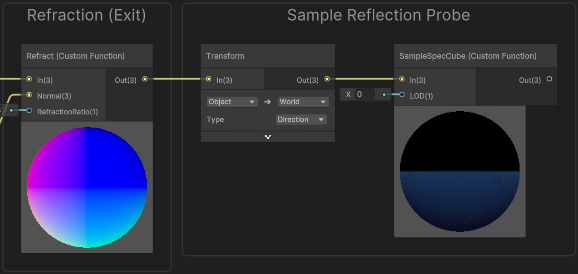 Refraction (Exit)
Refract (Custom Function)
In(3)
Out(3)
Normal(3)
RefractionRatio(1)
Sample Reflection Probe
Transform
In(3)
Out(3)
Object
World
Type
Direction
SampleSpecCube (Custom Function)
In(3)
Out(3)
X 0
LOD(1)